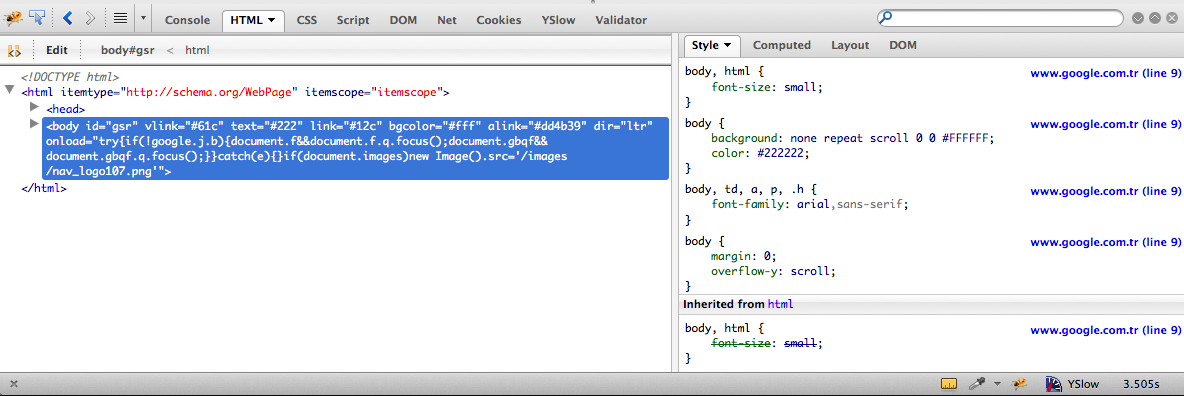 Console HTML CSS Script DOM Net Cookies YSlow Validator
Edit body#gsr < html
<!DOCTYPE html>
<html itemtype="http://schema.org/WebPage" itemscope="itemscope">
<head>
<body id="gsr" vlink="#61c" text="#222" link="#12c" bgcolor="#fff" alink="#dd4b39" dir="ltr"
onload="try{if(!google.j.b){document.f&&document.f.q.focus();document.gbqf&&
document.gbqf.q.focus();}}catch(e){}if(document.images)new Image().src='/images
/nav_logo107.png'">
</html>
Style Computed Layout DOM
body, html { www.google.com.tr (line 9)
font-size: small;
}
body { www.google.com.tr (line 9)
background: none repeat scroll 0 0 #FFFFFF;
color: #222222;
}
body, td, a, p, .h { www.google.com.tr (line 9)
font-family: arial,sans-serif;
}
body { www.google.com.tr (line 9)
margin: 0;
overflow-y: scroll;
}
Inherited from html
body, html { www.google.com.tr (line 9)
font-size: small;
}
YSlow 3.505s